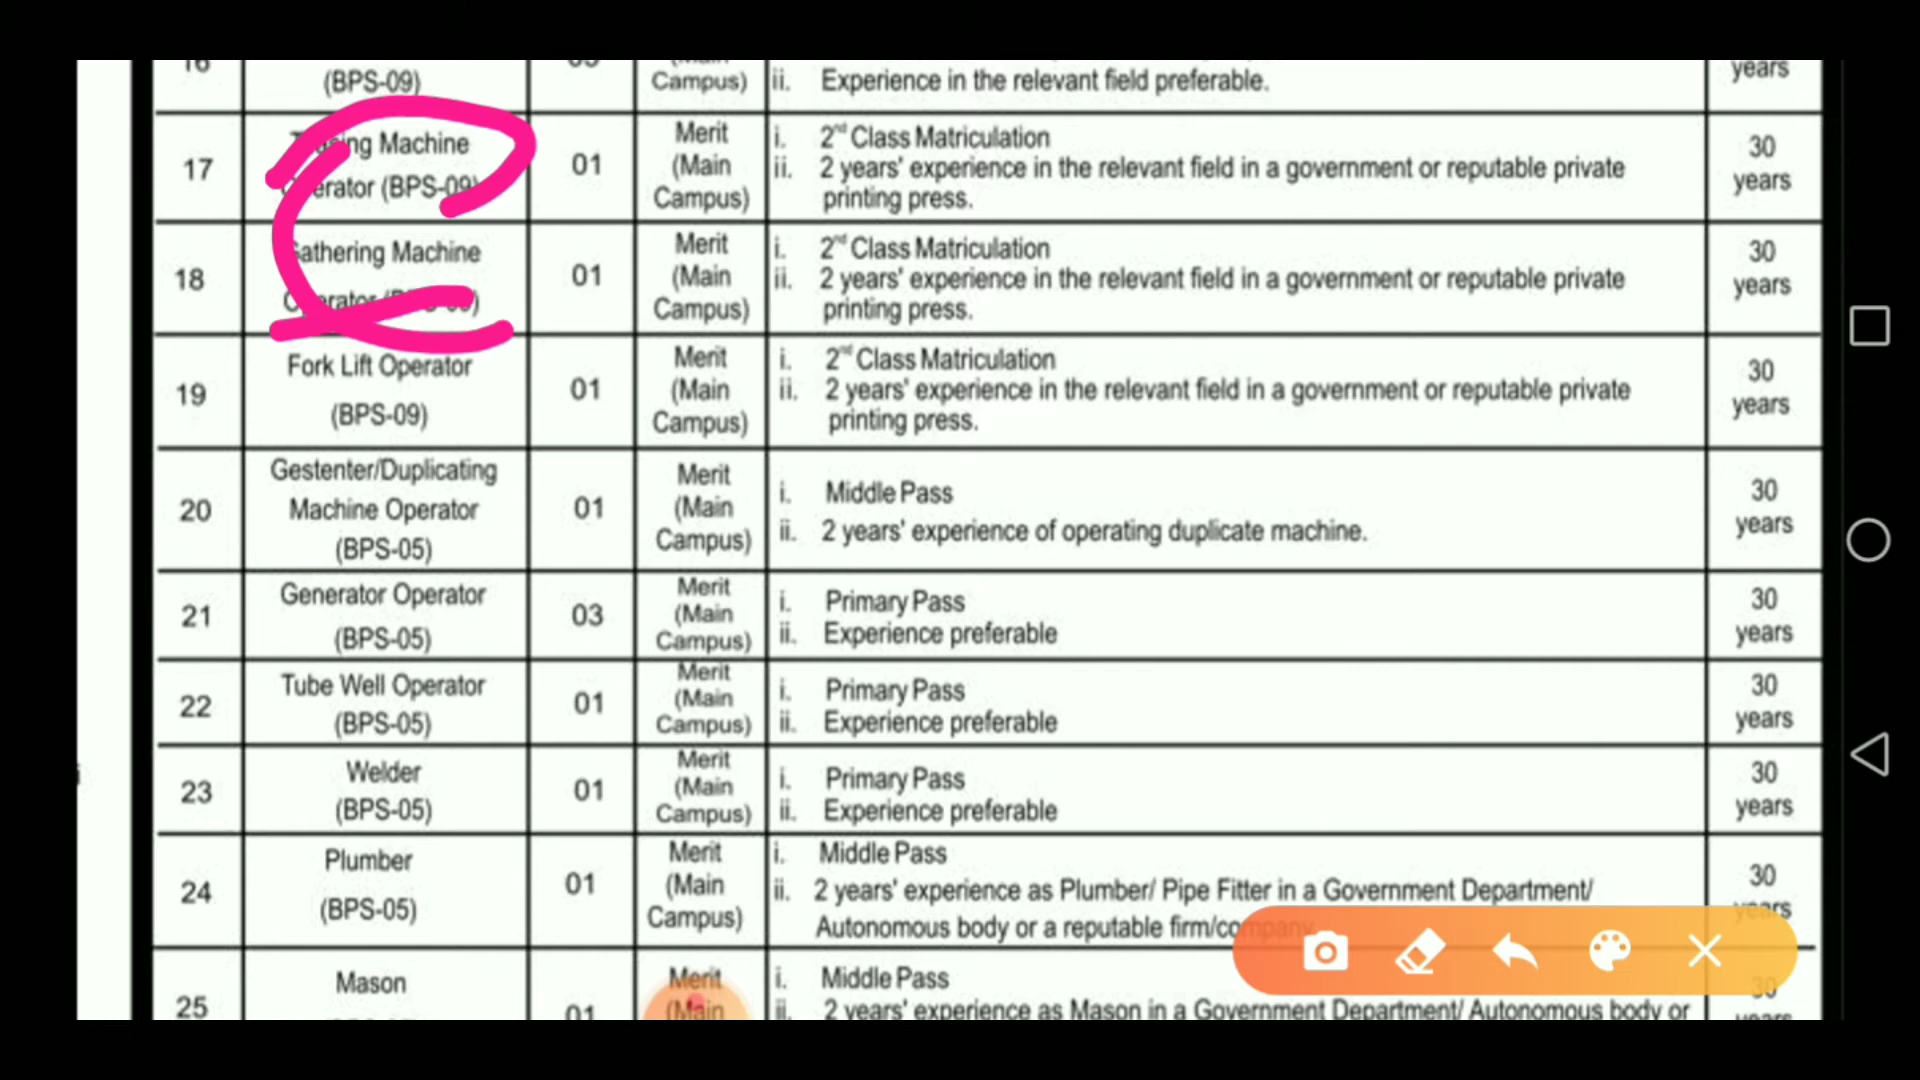 16
(BPS-09)
Campus)
ii. Experience in the relevant field preferable.
years
17
Machine
(BPS-09)
01
Merit
(Main
Campus)
i. 2nd Class Matriculation
ii. 2 years' experience in the relevant field in a government or reputable private
printing press.
30
years
18
Gathering Machine
Operator
01
Merit
(Main
Campus)
i. 2nd Class Matriculation
ii. 2 years' experience in the relevant field in a government or reputable private
printing press.
30
years
19
Fork Lift Operator
(BPS-09)
01
Merit
(Main
Campus)
i. 2nd Class Matriculation
ii. 2 years' experience in the relevant field in a government or reputable private
printing press.
30
years
20
Gestenter/Duplicating
Machine Operator
(BPS-05)
01
Merit
(Main
Campus)
i. Middle Pass
ii. 2 years' experience of operating duplicate machine.
30
years
21
Generator Operator
(BPS-05)
03
Merit
(Main
Campus)
i. Primary Pass
ii. Experience preferable
30
years
22
Tube Well Operator
(BPS-05)
01
Merit
(Main
Campus)
i. Primary Pass
ii. Experience preferable
30
years
23
Welder
(BPS-05)
01
Merit
(Main
Campus)
i. Primary Pass
ii. Experience preferable
30
years
24
Plumber
(BPS-05)
01
Merit
(Main
Campus)
i. Middle Pass
ii. 2 years' experience as Plumber/ Pipe Fitter in a Government Department/
Autonomous body or a reputable firm/company.
30
years
25
Mason
01
Merit
(Main
i. Middle Pass
ii. 2 years' experience as Mason in a Government Department/ Autonomous body or
30
years